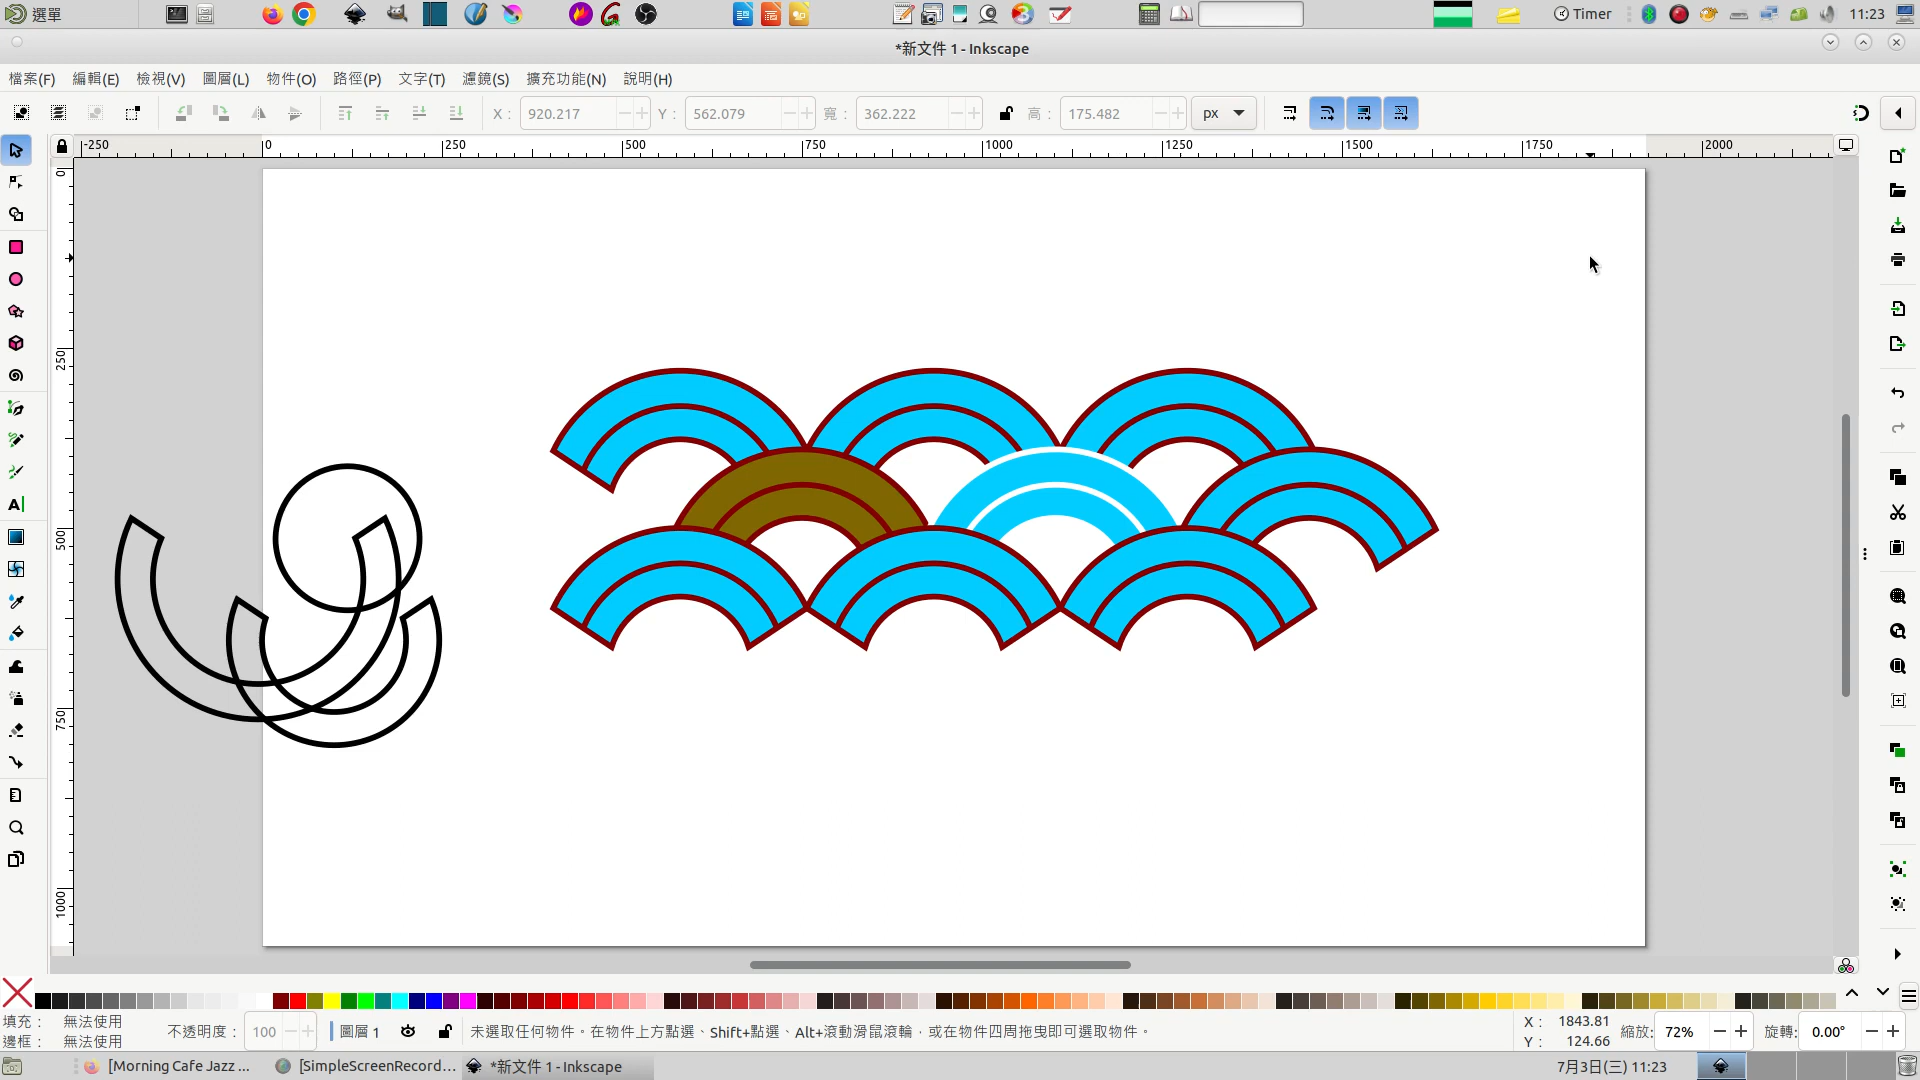 選單
Timer
11:23
*新文件 1 - Inkscape
檔案(F) 編輯(E) 檢視(V) 圖層(L) 物件(O) 路徑(P) 文字(T) 濾鏡(S) 擴充功能(N) 說明(H)
X : 920.217 Y : 562.079 寬 : 362.222 高 : 175.482 px
-250 0 250 500 750 1000 1250 1500 1750 2000
0
250
500
750
1000
填充 : 無法使用
邊框 : 無法使用
不透明度 : 100
圖層 1
未選取任何物件。在物件上方點選、Shift+點選、Alt+滾動滑鼠滾輪，或在物件四周拖曳即可選取物件。
X : 1843.81
Y : 124.66
縮放: 72%
旋轉: 0.00°
[Morning Cafe Jazz ...
[SimpleScreenRecord...
*新文件 1 - Inkscape
7月3日(三) 11:23